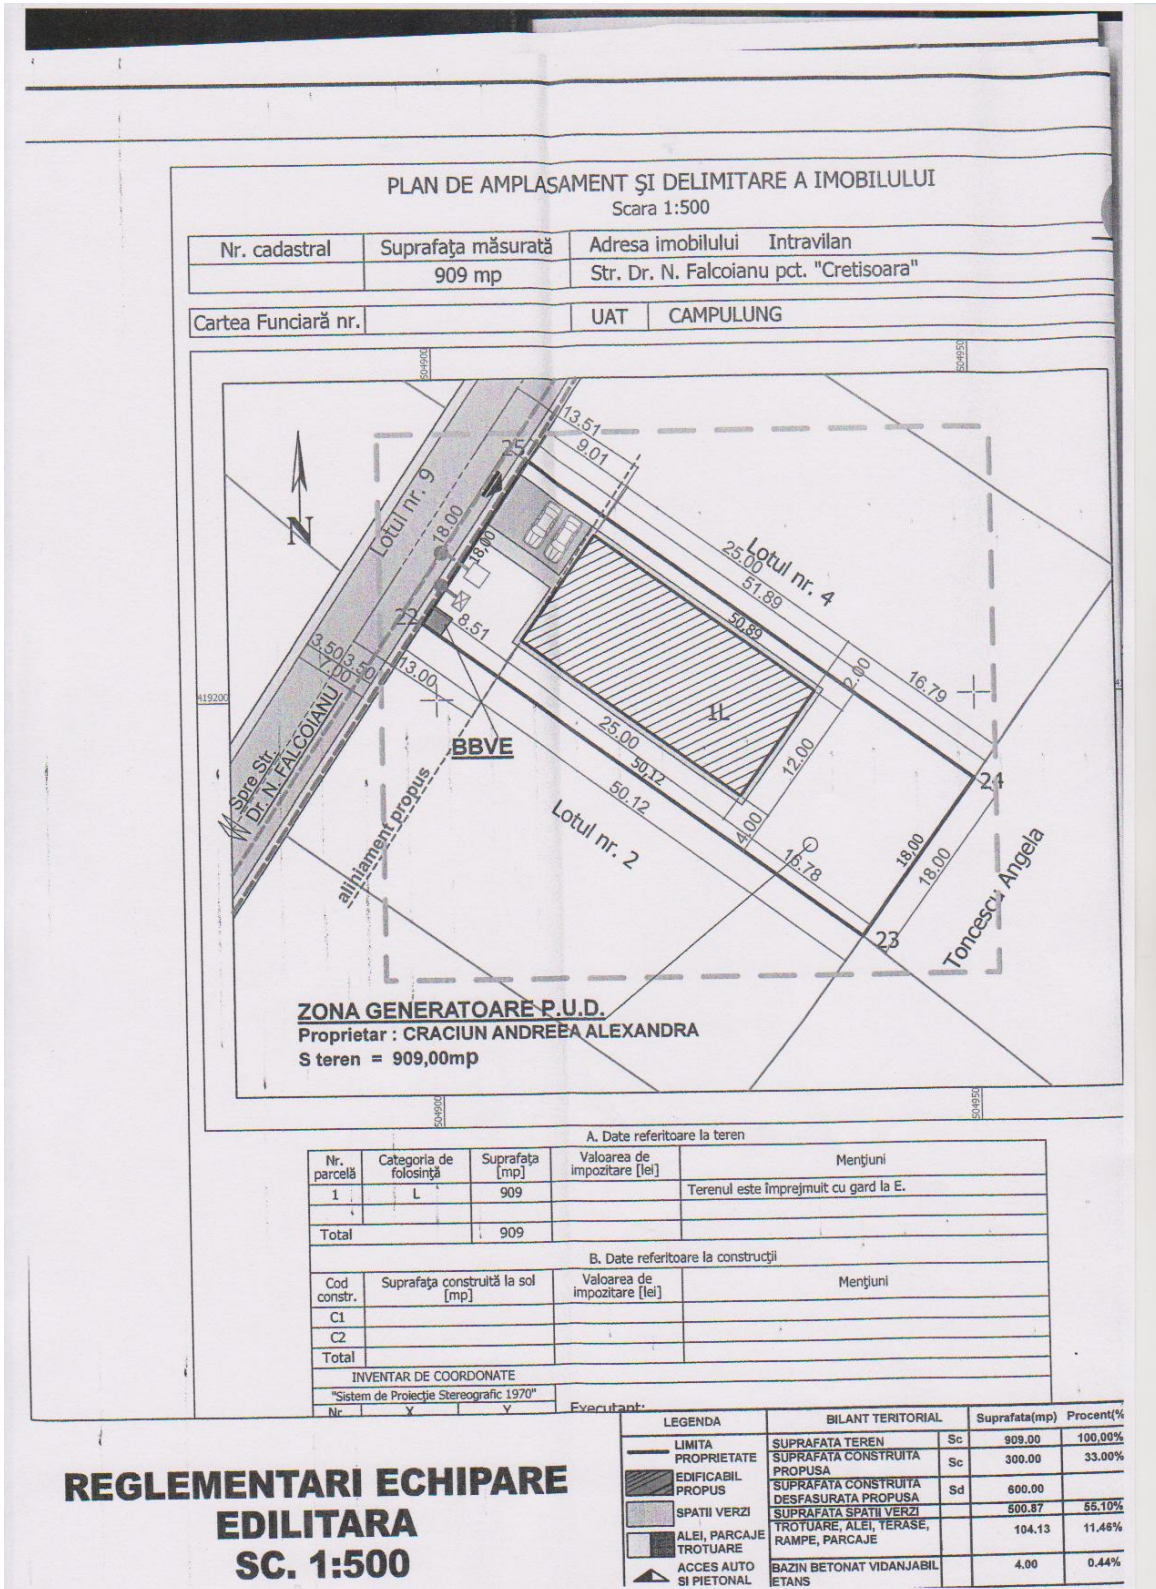 PLAN DE AMPLASAMENT ŞI DELIMITARE A IMOBILULUI
Scara 1:500
Nr. cadastral
Suprafaţa măsurată
Adresa imobilului Intravilan
909 mp
Str. Dr. N. Falcoianu pct. "Cretisoara"
Cartea Funciară nr.
UAT
CAMPULUNG
504900
504950
13.51
25
9.01
N
Lotul nr. 9
18.00
18,00
Lotul nr. 4
25.00
51.89
50,89
22
8.51
3.50
3.50
7.00
13.00
2.00
16.79
419200
1L
Spre Str.
Dr. N. FALCOIANU
BBVE
25.00
50,12
50.12
12.00
24
aliniament propus
Lotul nr. 2
4.00
16.78
18,00
18.00
Toncescu Angela
23
ZONA GENERATOARE P.U.D.
Proprietar : CRACIUN ANDREEA ALEXANDRA
S teren = 909,00mp
504900
504950
A. Date referitoare la teren
Nr. parcelă
Categoria de folosinţă
Suprafaţa [mp]
Valoarea de impozitare [lei]
Menţiuni
1
L
909
Terenul este împrejmuit cu gard la E.
Total
909
B. Date referitoare la construcţii
Cod constr.
Suprafaţa construită la sol [mp]
Valoarea de impozitare [lei]
Menţiuni
C1
C2
Total
INVENTAR DE COORDONATE
"Sistem de Proiecţie Stereografic 1970"
Nr
X
Y
Executant:
REGLEMENTARI ECHIPARE
EDILITARA
SC. 1:500
LEGENDA
LIMITA PROPRIETATE
EDIFICABIL PROPUS
SPATII VERZI
ALEI, PARCAJE TROTUARE
ACCES AUTO SI PIETONAL
BILANT TERITORIAL
Suprafata(mp)
Procent(%
SUPRAFATA TEREN Sc 909.00 100,00%
SUPRAFATA CONSTRUITA PROPUSA Sc 300.00 33.00%
SUPRAFATA CONSTRUITA DESFASURATA PROPUSA Sd 600.00
SUPRAFATA SPATII VERZI 500.87 55.10%
TROTUARE, ALEI, TERASE, RAMPE, PARCAJE 104.13 11.46%
BAZIN BETONAT VIDANJABIL ETANS 4.00 0.44%